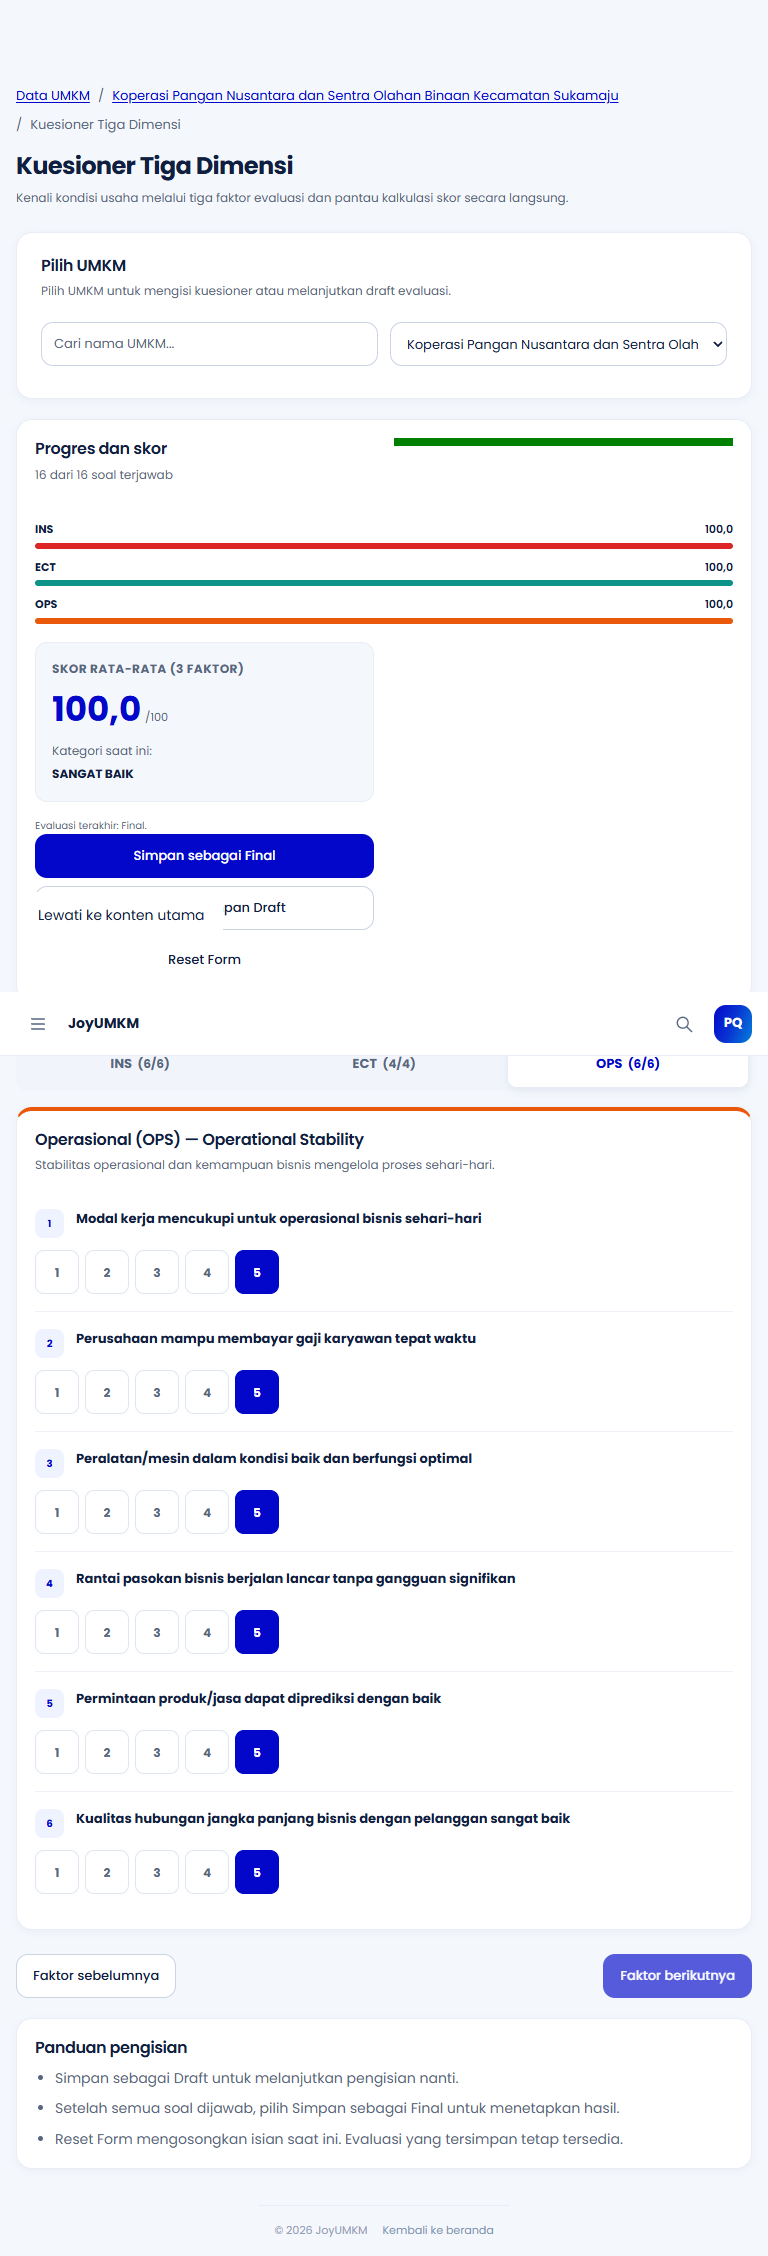 Data UMKM / Koperasi Pangan Nusantara dan Sentra Olahan Binaan Kecamatan Sukamaju
/ Kuesioner Tiga Dimensi
Kuesioner Tiga Dimensi
Kenali kondisi usaha melalui tiga faktor evaluasi dan pantau kalkulasi skor secara langsung.
Pilih UMKM
Pilih UMKM untuk mengisi kuesioner atau melanjutkan draft evaluasi.
Cari nama UMKM...
Koperasi Pangan Nusantara dan Sentra Olah
Progres dan skor
16 dari 16 soal terjawab
INS 100,0
ECT 100,0
OPS 100,0
SKOR RATA-RATA (3 FAKTOR)
100,0 /100
Kategori saat ini:
SANGAT BAIK
Evaluasi terakhir: Final.
Simpan sebagai Final
Lewati ke konten utama
pan Draft
Reset Form
JoyUMKM
PQ
INS (6/6)
ECT (4/4)
OPS (6/6)
Operasional (OPS) — Operational Stability
Stabilitas operasional dan kemampuan bisnis mengelola proses sehari-hari.
1 Modal kerja mencukupi untuk operasional bisnis sehari-hari
1 2 3 4 5
2 Perusahaan mampu membayar gaji karyawan tepat waktu
1 2 3 4 5
3 Peralatan/mesin dalam kondisi baik dan berfungsi optimal
1 2 3 4 5
4 Rantai pasokan bisnis berjalan lancar tanpa gangguan signifikan
1 2 3 4 5
5 Permintaan produk/jasa dapat diprediksi dengan baik
1 2 3 4 5
6 Kualitas hubungan jangka panjang bisnis dengan pelanggan sangat baik
1 2 3 4 5
Faktor sebelumnya
Faktor berikutnya
Panduan pengisian
• Simpan sebagai Draft untuk melanjutkan pengisian nanti.
• Setelah semua soal dijawab, pilih Simpan sebagai Final untuk menetapkan hasil.
• Reset Form mengosongkan isian saat ini. Evaluasi yang tersimpan tetap tersedia.
© 2026 JoyUMKM Kembali ke beranda